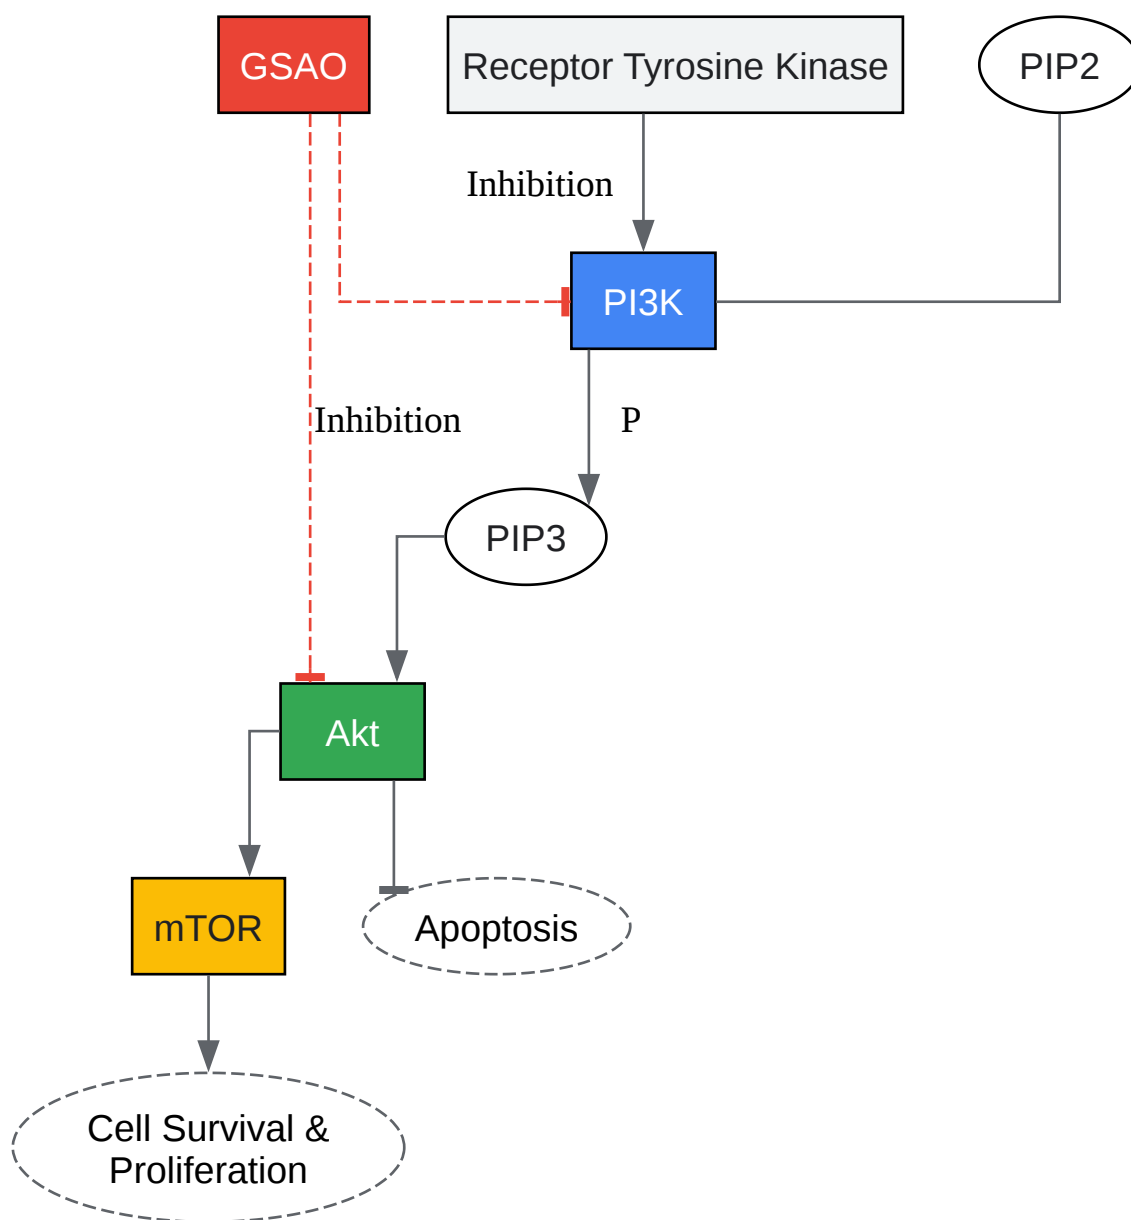 GSAO
Receptor Tyrosine Kinase
PIP2
Inhibition
PI3K
Inhibition
P
PIP3
Akt
mTOR
Apoptosis
Cell Survival &
Proliferation